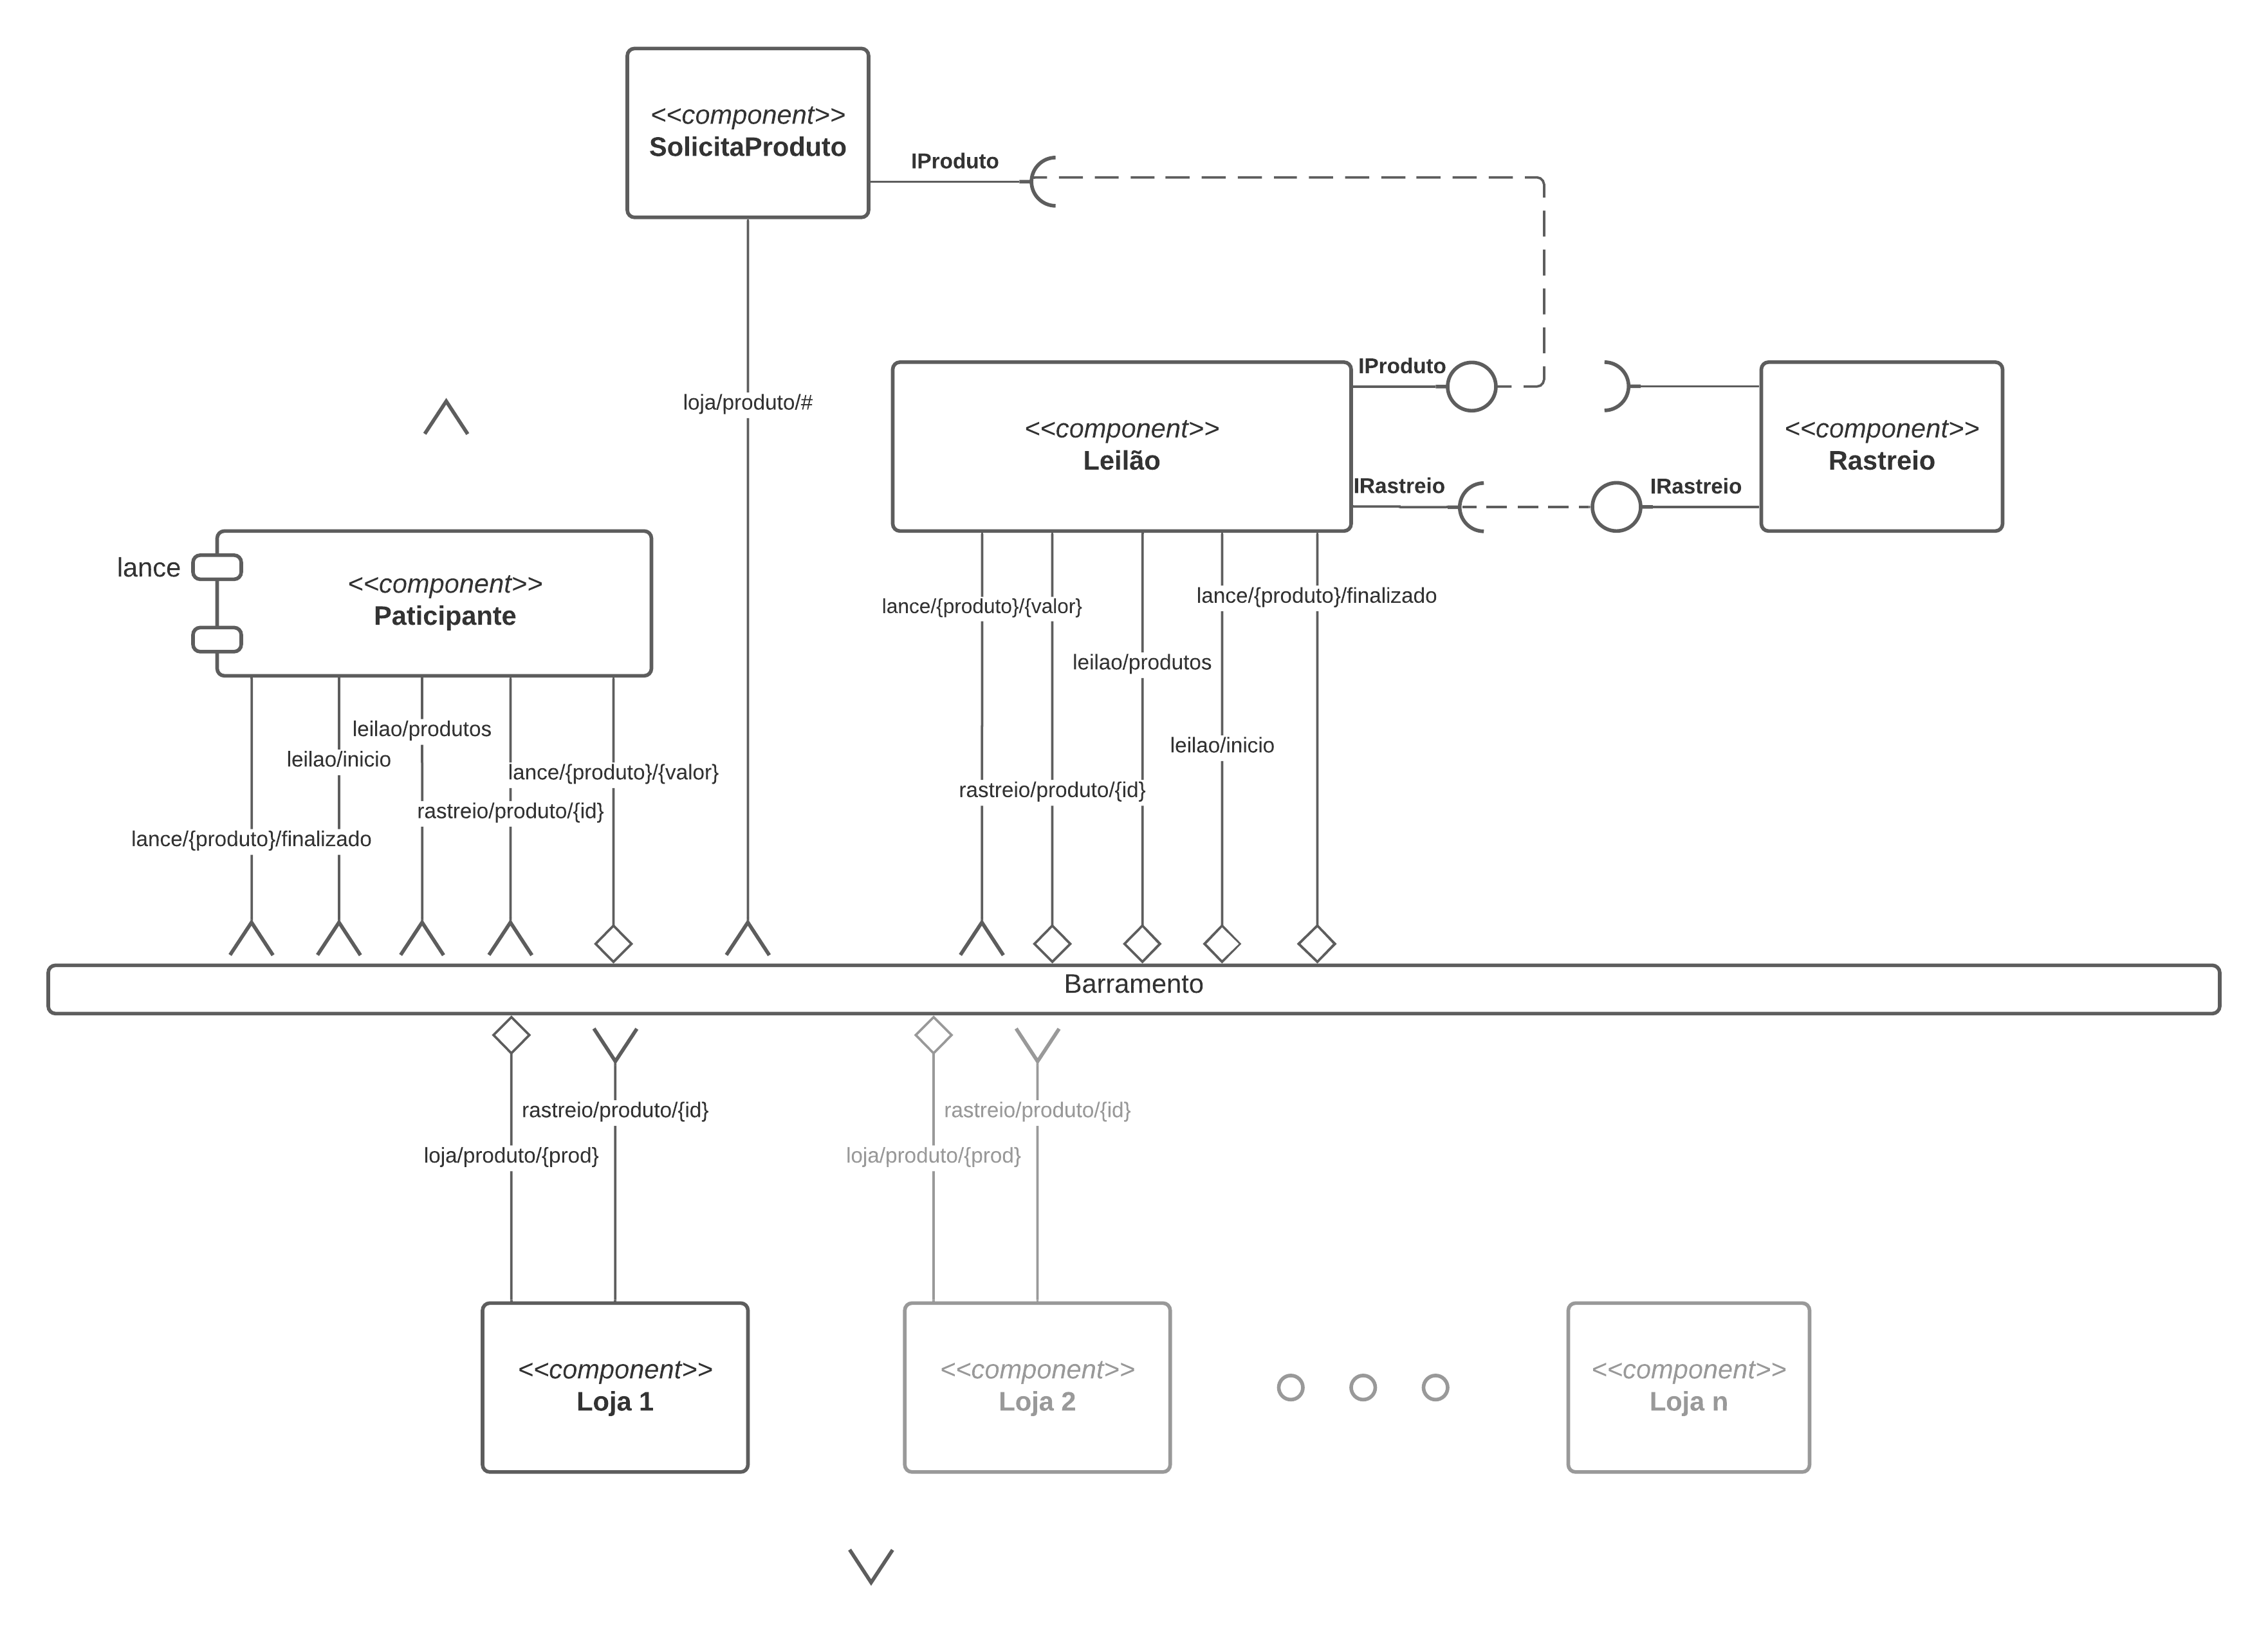 <<component>>
SolicitaProduto
IProduto
loja/produto/#
<<component>>
Leilão
IProduto
IRastreio
IRastreio
<<component>>
Rastreio
lance
<<component>>
Paticipante
lance/{produto}/{valor}
lance/{produto}/finalizado
leilao/produtos
leilao/inicio
rastreio/produto/{id}
leilao/produtos
leilao/inicio
lance/{produto}/{valor}
rastreio/produto/{id}
lance/{produto}/finalizado
Barramento
rastreio/produto/{id}
loja/produto/{prod}
rastreio/produto/{id}
loja/produto/{prod}
<<component>>
Loja 1
<<component>>
Loja 2
<<component>>
Loja n